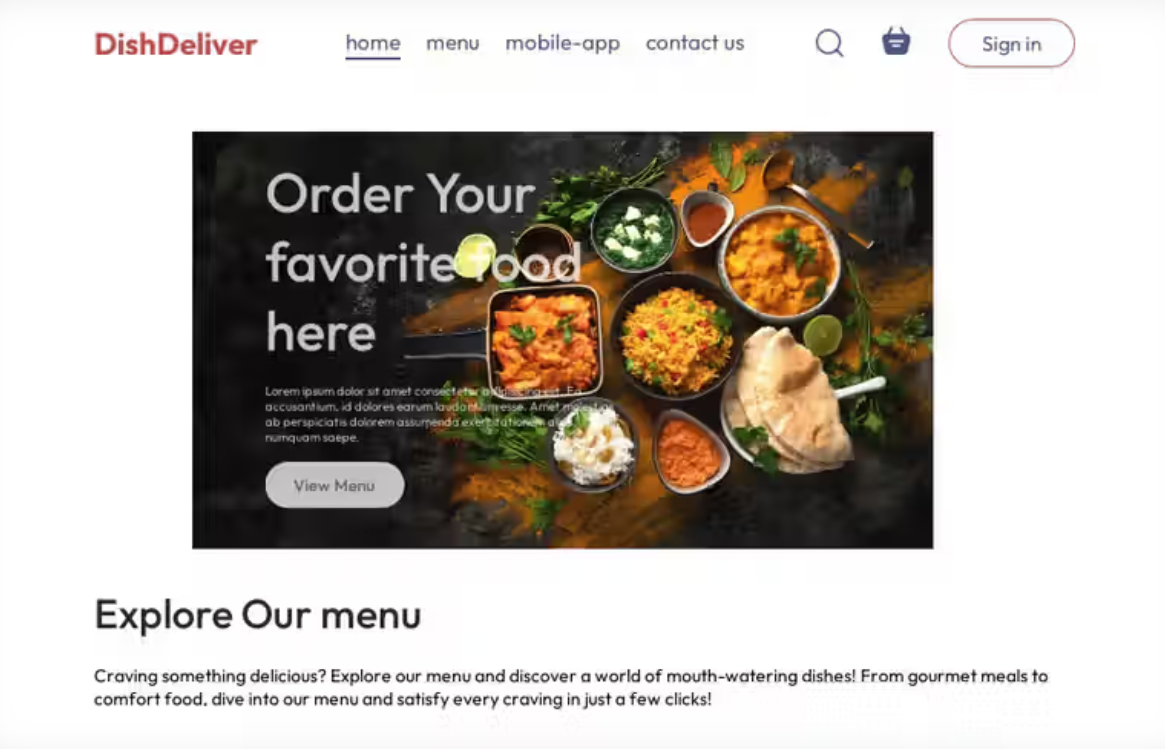 DishDeliver
home menu mobile-app contact us
Sign in
Order Your
favorite food
here
Lorem ipsum dolor sit amet consectetur adipisicing elit. Ea
accusantium, id dolores earum laudantium esse. Amet
ab perspiciatis dolorem assumenda exercitationem
numquam saepe.
View Menu
Explore Our menu
Craving something delicious? Explore our menu and discover a world of mouth-watering dishes! From gourmet meals to
comfort food, dive into our menu and satisfy every craving in just a few clicks!